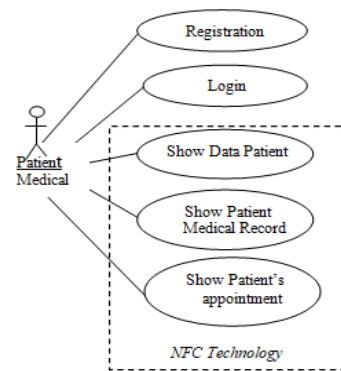 Registration
Login
Patient
Medical
Show Data Patient
Show Patient
Medical Record
Show Patient's
appointment
NFC Technology